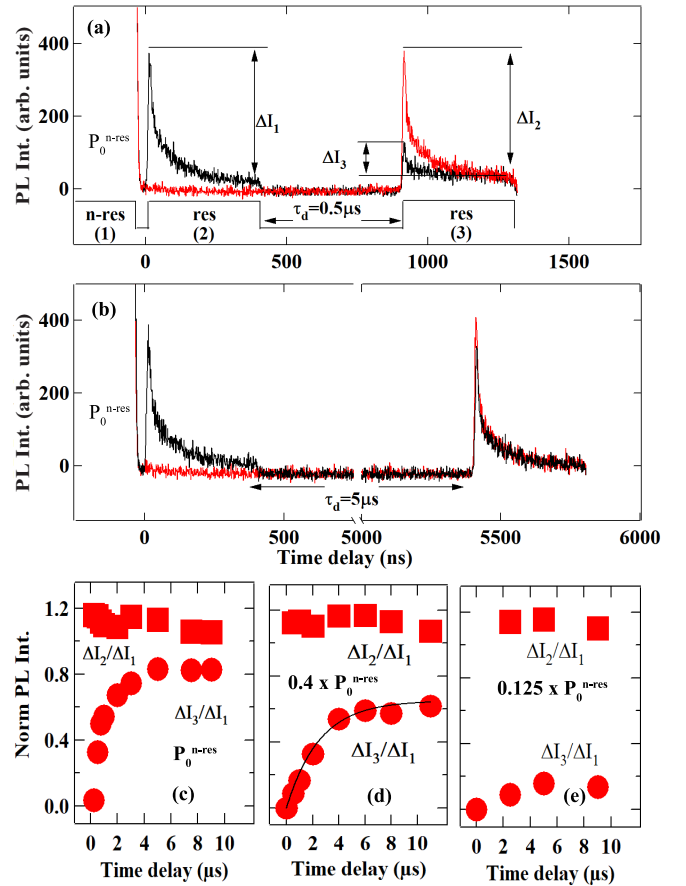 (a)
PL Int. (arb. units)
400
200
0
P₀ⁿ⁻ʳᵉˢ
ΔI₁
ΔI₂
ΔI₃
τd=0.5μs
n-res
(1)
res
(2)
res
(3)
0 500 1000 1500
(b)
PL Int. (arb. units)
400
200
0
P₀ⁿ⁻ʳᵉˢ
τd=5μs
0 500 5000 5500 6000
Time delay (ns)
Norm PL Int.
1.2
0.8
0.4
0.0
ΔI₂/ΔI₁
ΔI₃/ΔI₁
P₀ⁿ⁻ʳᵉˢ
(c)
0 2 4 6 8 10
Time delay (μs)
ΔI₂/ΔI₁
0.4 x P₀ⁿ⁻ʳᵉˢ
ΔI₃/ΔI₁
(d)
0 2 4 6 8 10
Time delay (μs)
ΔI₂/ΔI₁
0.125 x P₀ⁿ⁻ʳᵉˢ
ΔI₃/ΔI₁
(e)
0 2 4 6 8 10
Time delay (μs)